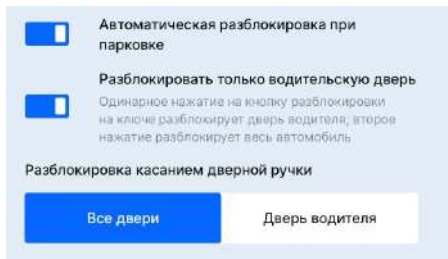 Автоматическая разблокировка при
парковке
Разблокировать только водительскую дверь
Одинарное нажатие на кнопку разблокировки
на ключе разблокирует дверь водителя; второе
нажатие разблокирует весь автомобиль
Разблокировка касанием дверной ручки
Все двери
Дверь водителя